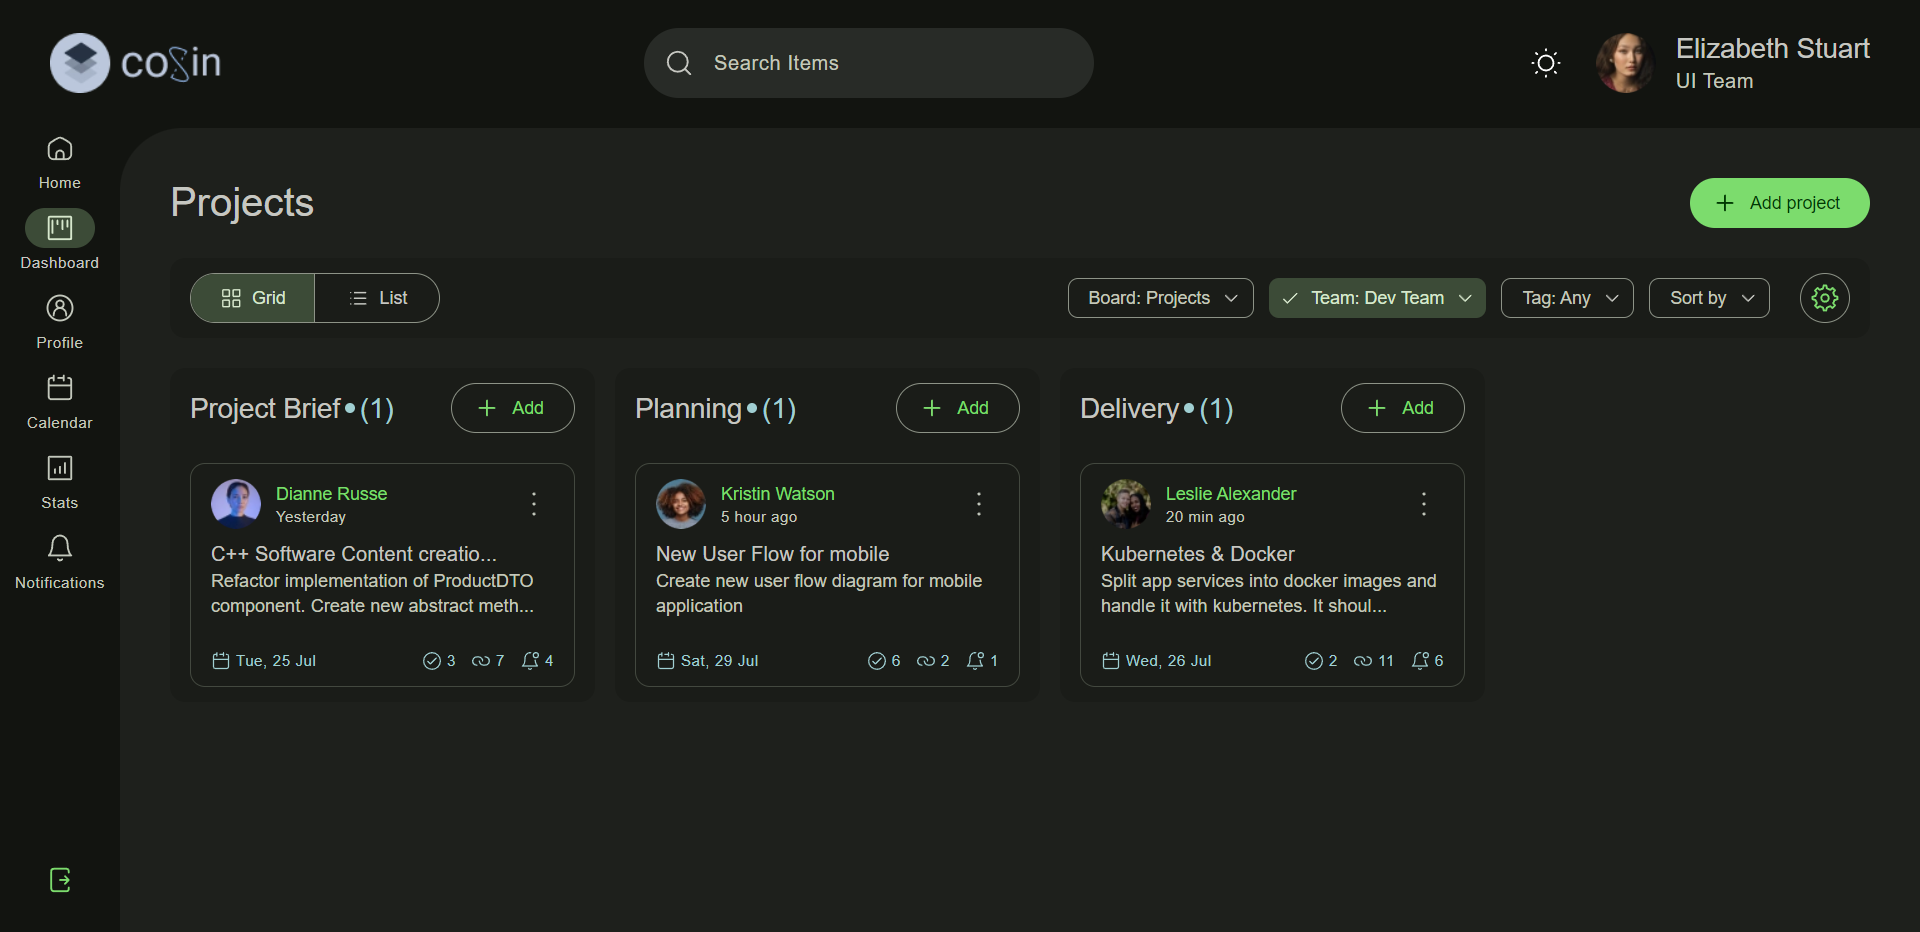 co in
Search Items
Elizabeth Stuart
UI Team
Home
Dashboard
Profile
Calendar
Stats
Notifications
Projects
Add project
Grid
List
Board: Projects
Team: Dev Team
Tag: Any
Sort by
Project Brief•(1)
Add
Dianne Russe
Yesterday
C++ Software Content creatio...
Refactor implementation of ProductDTO
component. Create new abstract meth...
Tue, 25 Jul
3
7
4
Planning•(1)
Add
Kristin Watson
5 hour ago
New User Flow for mobile
Create new user flow diagram for mobile
application
Sat, 29 Jul
6
2
1
Delivery•(1)
Add
Leslie Alexander
20 min ago
Kubernetes & Docker
Split app services into docker images and
handle it with kubernetes. It shoul...
Wed, 26 Jul
2
11
6